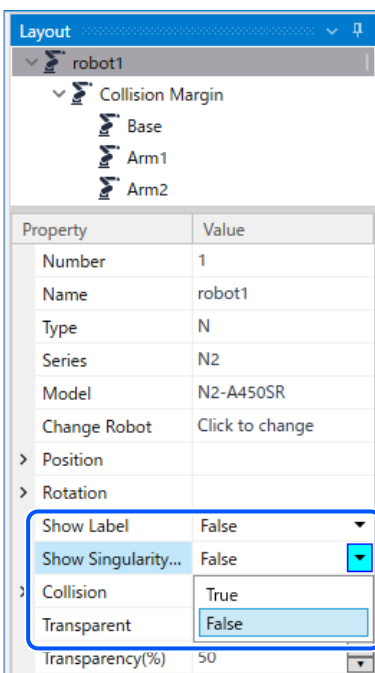 Layout
robot1
Collision Margin
Base
Arm1
Arm2
Property Value
Number 1
Name robot1
Type N
Series N2
Model N2-A450SR
Change Robot Click to change
Position
Rotation
Show Label False
Show Singularity... False
Collision True
Transparent False
Transparency(%) 50